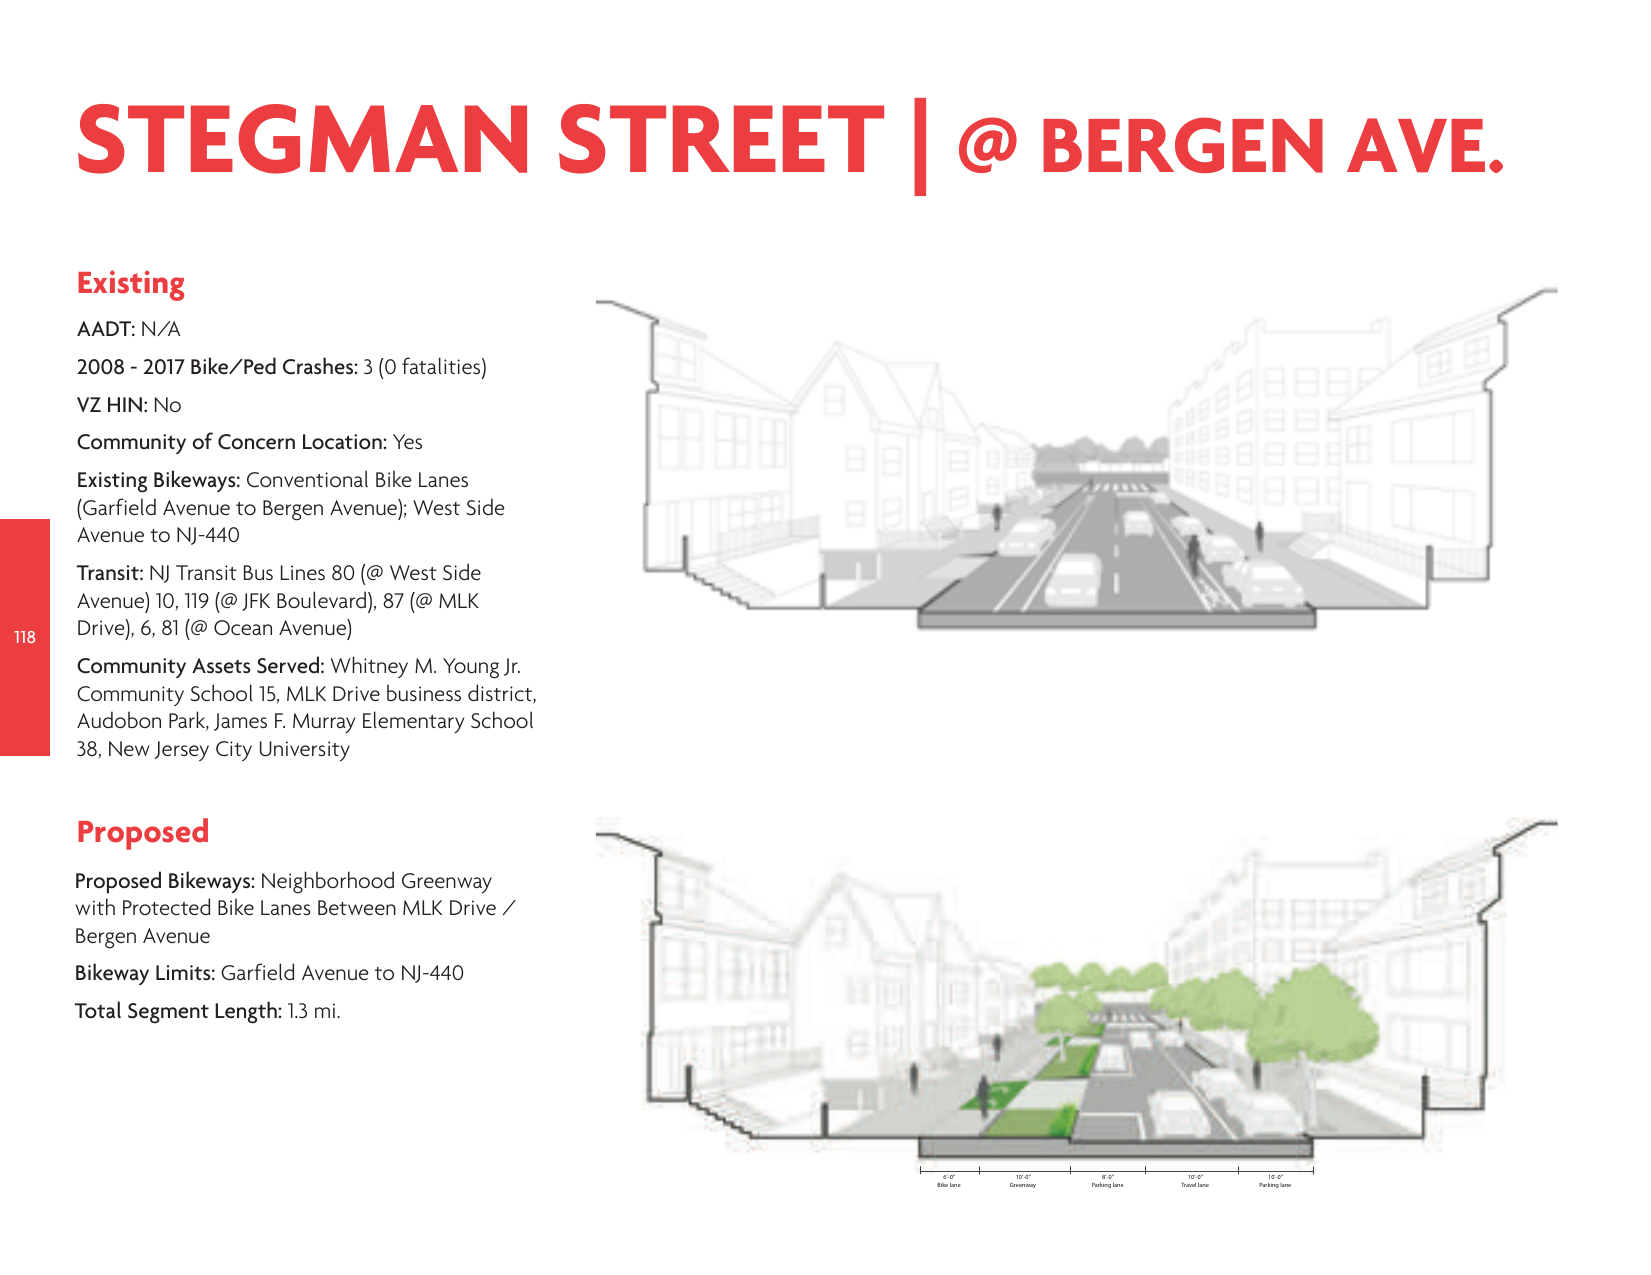 STEGMAN STREET | @ BERGEN AVE.
Existing
AADT: N/A
2008 - 2017 Bike/Ped Crashes: 3 (0 fatalities)
VZ HIN: No
Community of Concern Location: Yes
Existing Bikeways: Conventional Bike Lanes
(Garfield Avenue to Bergen Avenue); West Side
Avenue to NJ-440
Transit: NJ Transit Bus Lines 80 (@ West Side
Avenue) 10, 119 (@ JFK Boulevard), 87 (@ MLK
Drive), 6, 81 (@ Ocean Avenue)
118
Community Assets Served: Whitney M. Young Jr.
Community School 15, MLK Drive business district,
Audobon Park, James F. Murray Elementary School
38, New Jersey City University
Proposed
Proposed Bikeways: Neighborhood Greenway
with Protected Bike Lanes Between MLK Drive /
Bergen Avenue
Bikeway Limits: Garfield Avenue to NJ-440
Total Segment Length: 1.3 mi.
6'-0" 10'-0" 8'-0" 10'-0" 10'-0"
Bike lane Greenway Parking lane Travel lane Parking lane